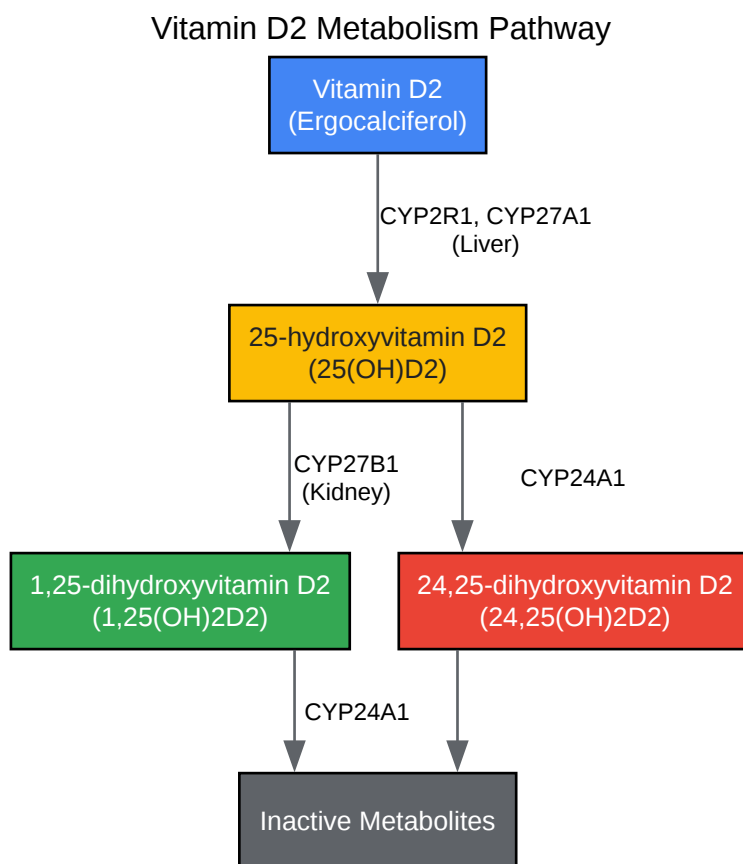 Vitamin D2 Metabolism Pathway
Vitamin D2
(Ergocalciferol)
CYP2R1, CYP27A1
(Liver)
25-hydroxyvitamin D2
(25(OH)D2)
CYP27B1
(Kidney)
CYP24A1
1,25-dihydroxyvitamin D2
(1,25(OH)2D2)
24,25-dihydroxyvitamin D2
(24,25(OH)2D2)
CYP24A1
Inactive Metabolites